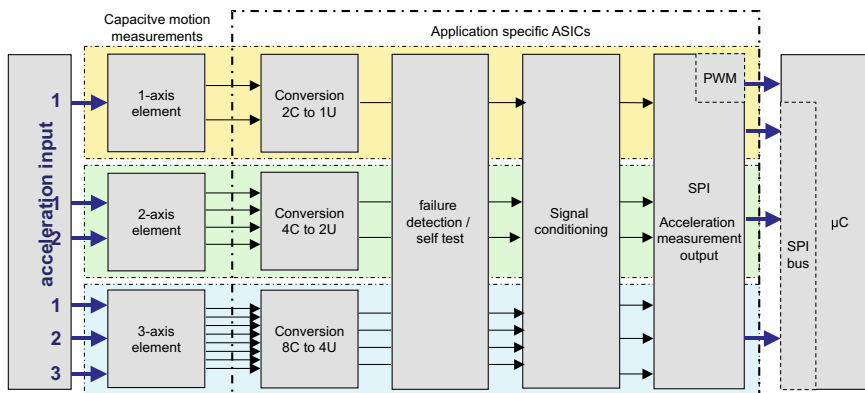 Capacitve motion
measurements
Application specific ASICs
acceleration input
1
1-axis
element
Conversion
2C to 1U
PWM
1
2
2-axis
element
Conversion
4C to 2U
failure
detection /
self test
Signal
conditioning
SPI
Acceleration
measurement
output
SPI
bus
µC
1
2
3
3-axis
element
Conversion
8C to 4U